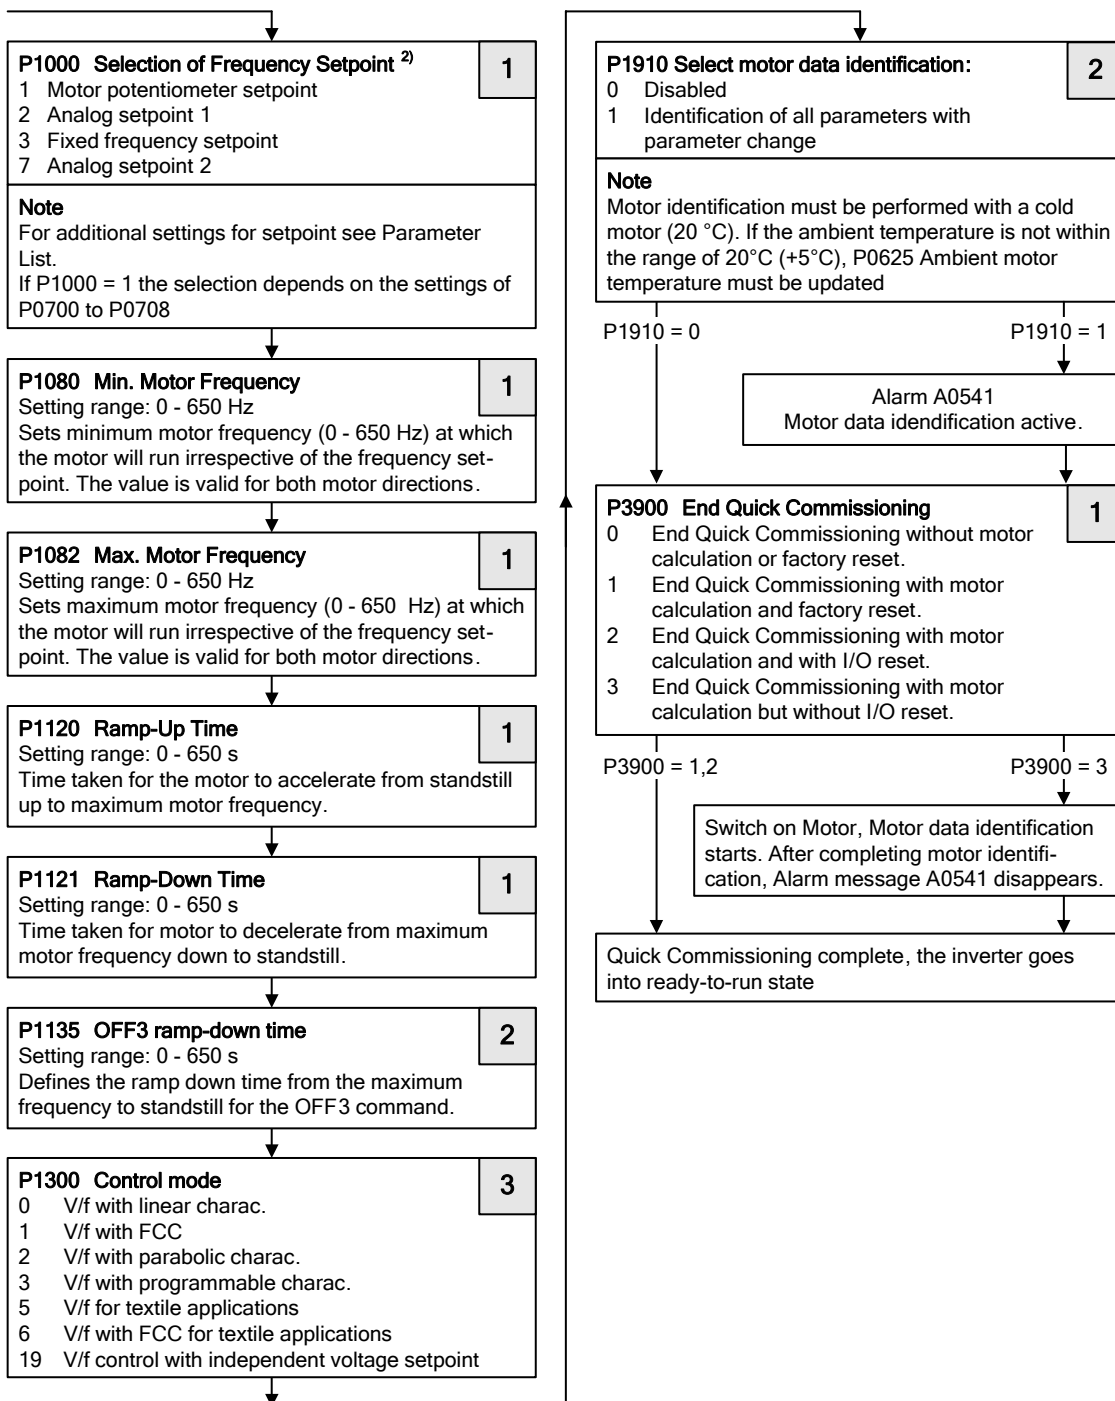 P1000 Selection of Frequency Setpoint 2)
1
1 Motor potentiometer setpoint
2 Analog setpoint 1
3 Fixed frequency setpoint
7 Analog setpoint 2
Note
For additional settings for setpoint see Parameter
List.
If P1000 = 1 the selection depends on the settings of
P0700 to P0708
P1080 Min. Motor Frequency
1
Setting range: 0 - 650 Hz
Sets minimum motor frequency (0 - 650 Hz) at which
the motor will run irrespective of the frequency set-
point. The value is valid for both motor directions.
P1082 Max. Motor Frequency
1
Setting range: 0 - 650 Hz
Sets maximum motor frequency (0 - 650 Hz) at which
the motor will run irrespective of the frequency set-
point. The value is valid for both motor directions.
P1120 Ramp-Up Time
1
Setting range: 0 - 650 s
Time taken for the motor to accelerate from standstill
up to maximum motor frequency.
P1121 Ramp-Down Time
1
Setting range: 0 - 650 s
Time taken for motor to decelerate from maximum
motor frequency down to standstill.
P1135 OFF3 ramp-down time
2
Setting range: 0 - 650 s
Defines the ramp down time from the maximum
frequency to standstill for the OFF3 command.
P1300 Control mode
3
0 V/f with linear charac.
1 V/f with FCC
2 V/f with parabolic charac.
3 V/f with programmable charac.
5 V/f for textile applications
6 V/f with FCC for textile applications
19 V/f control with independent voltage setpoint
P1910 Select motor data identification:
2
0 Disabled
1 Identification of all parameters with
parameter change
Note
Motor identification must be performed with a cold
motor (20 °C). If the ambient temperature is not within
the range of 20°C (+5°C), P0625 Ambient motor
temperature must be updated
P1910 = 0
P1910 = 1
Alarm A0541
Motor data idendification active.
P3900 End Quick Commissioning
1
0 End Quick Commissioning without motor
calculation or factory reset.
1 End Quick Commissioning with motor
calculation and factory reset.
2 End Quick Commissioning with motor
calculation and with I/O reset.
3 End Quick Commissioning with motor
calculation but without I/O reset.
P3900 = 1,2
P3900 = 3
Switch on Motor, Motor data identification
starts. After completing motor identifi-
cation, Alarm message A0541 disappears.
Quick Commissioning complete, the inverter goes
into ready-to-run state